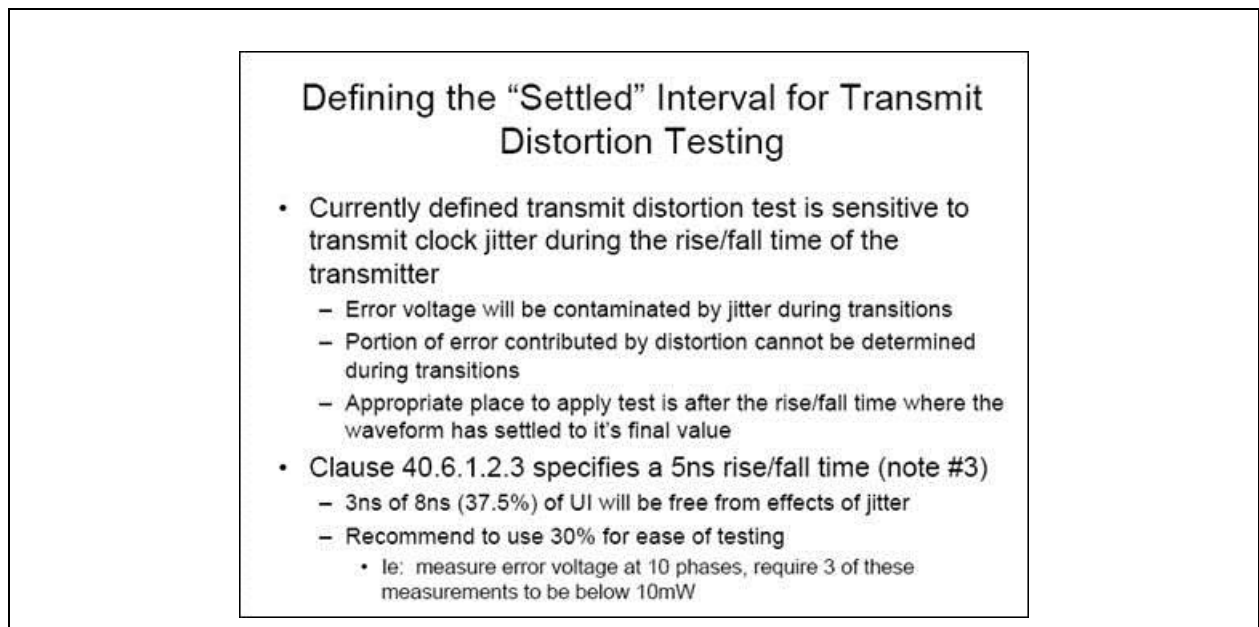 Defining the “Settled” Interval for Transmit
Distortion Testing
• Currently defined transmit distortion test is sensitive to
transmit clock jitter during the rise/fall time of the
transmitter
– Error voltage will be contaminated by jitter during transitions
– Portion of error contributed by distortion cannot be determined
during transitions
– Appropriate place to apply test is after the rise/fall time where the
waveform has settled to it's final value
• Clause 40.6.1.2.3 specifies a 5ns rise/fall time (note #3)
– 3ns of 8ns (37.5%) of UI will be free from effects of jitter
– Recommend to use 30% for ease of testing
• Ie: measure error voltage at 10 phases, require 3 of these
measurements to be below 10mW